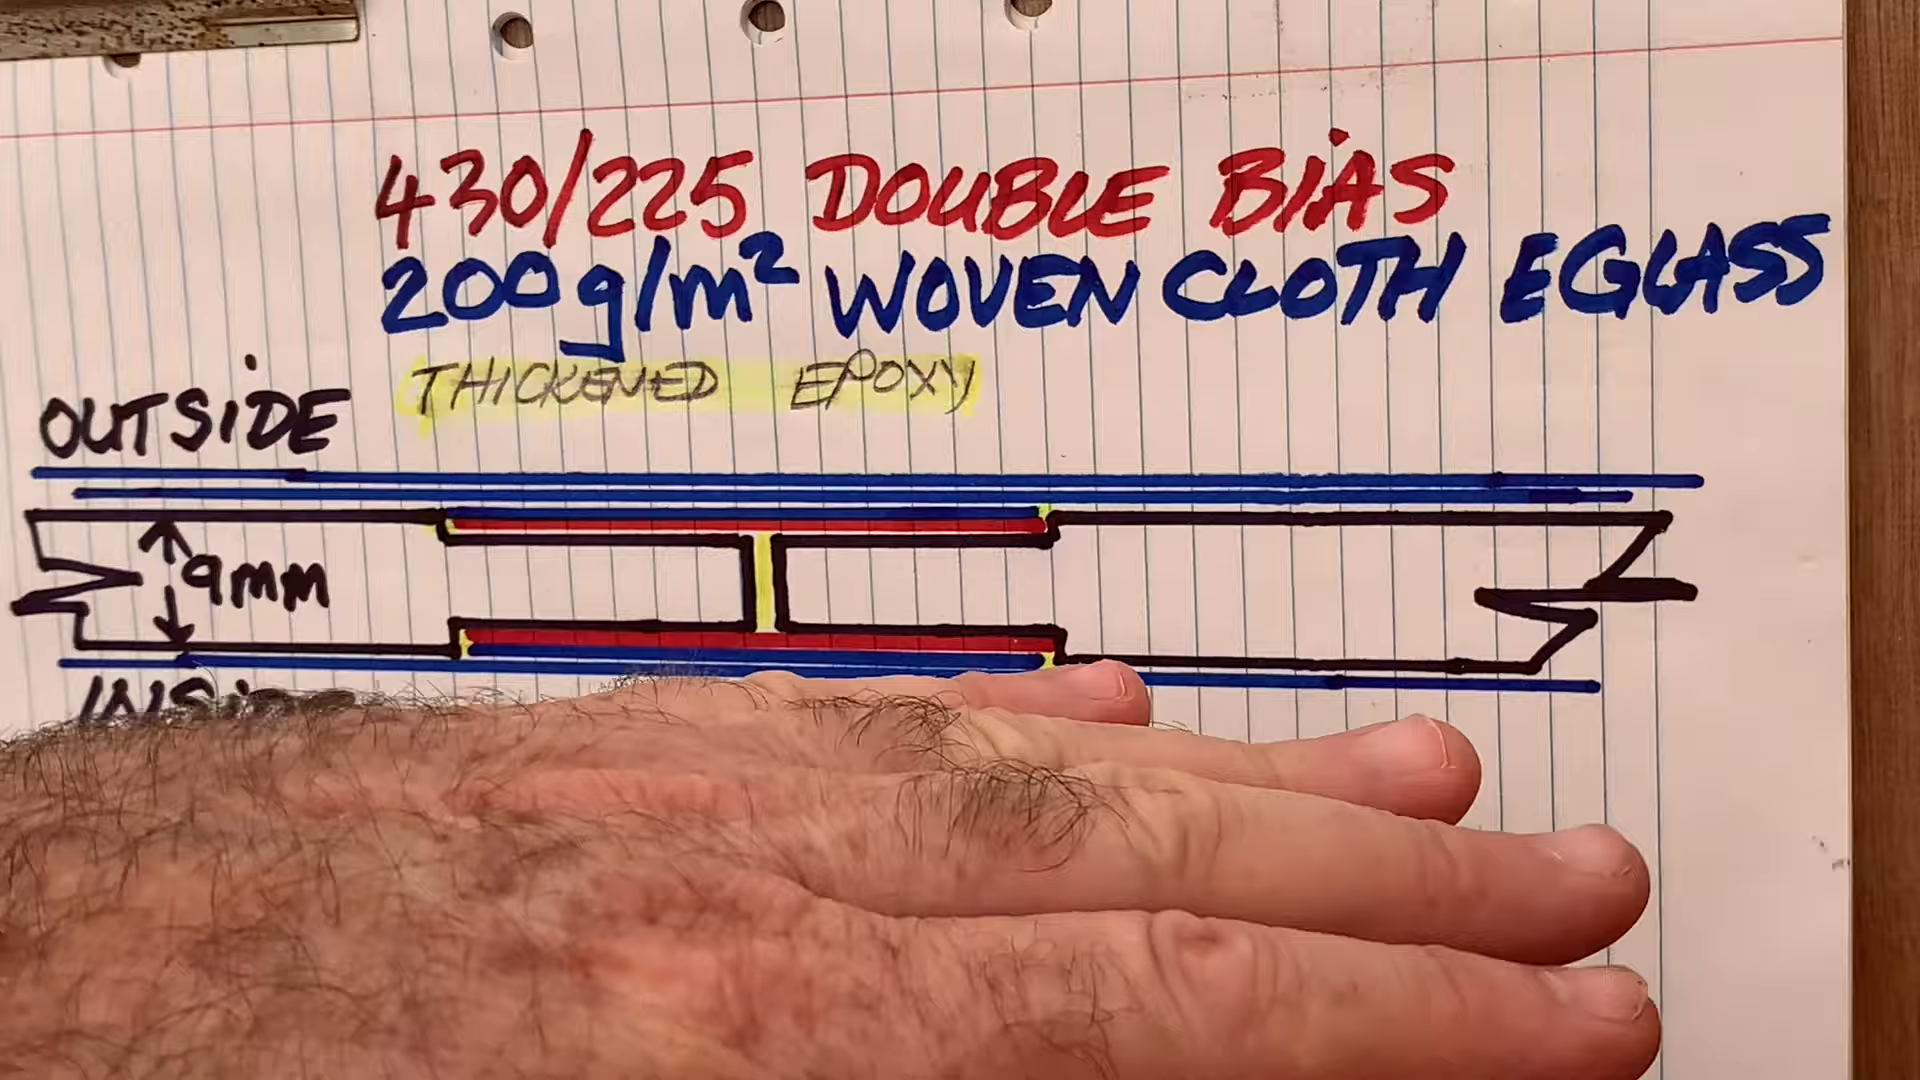 430/225 DOUBLE BIAS
200g/m² WOVEN CLOTH EGLASS
THICKENED EPOXY
OUTSIDE
9mm